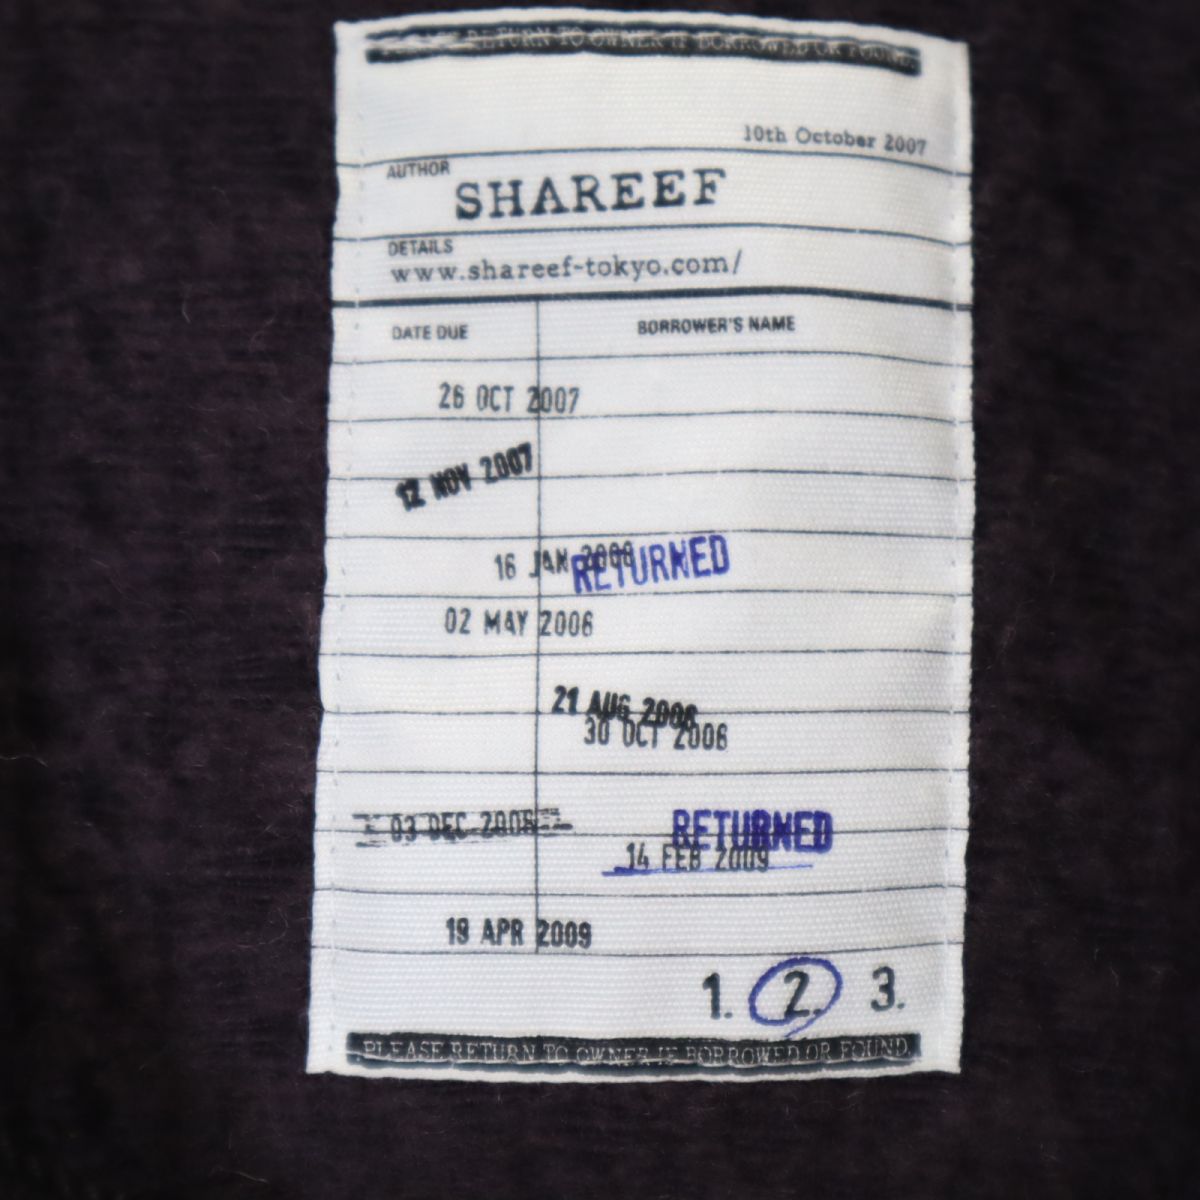 PLEASE RETURN TO OWNER IF BORROWED OR FOUND.
10th October 2007
AUTHOR
SHAREEF
DETAILS
www.shareef-tokyo.com/
DATE DUE BORROWER'S NAME
26 OCT 2007
12 NOV 2007
16 JAN RETURNED
02 MAY 2006
21 AUG
30 OCT 2006
03 DEC
RETURNED
14 FEB 2009
19 APR 2009
1. 2. 3.
PLEASE RETURN TO OWNER IF BORROWED OR FOUND.